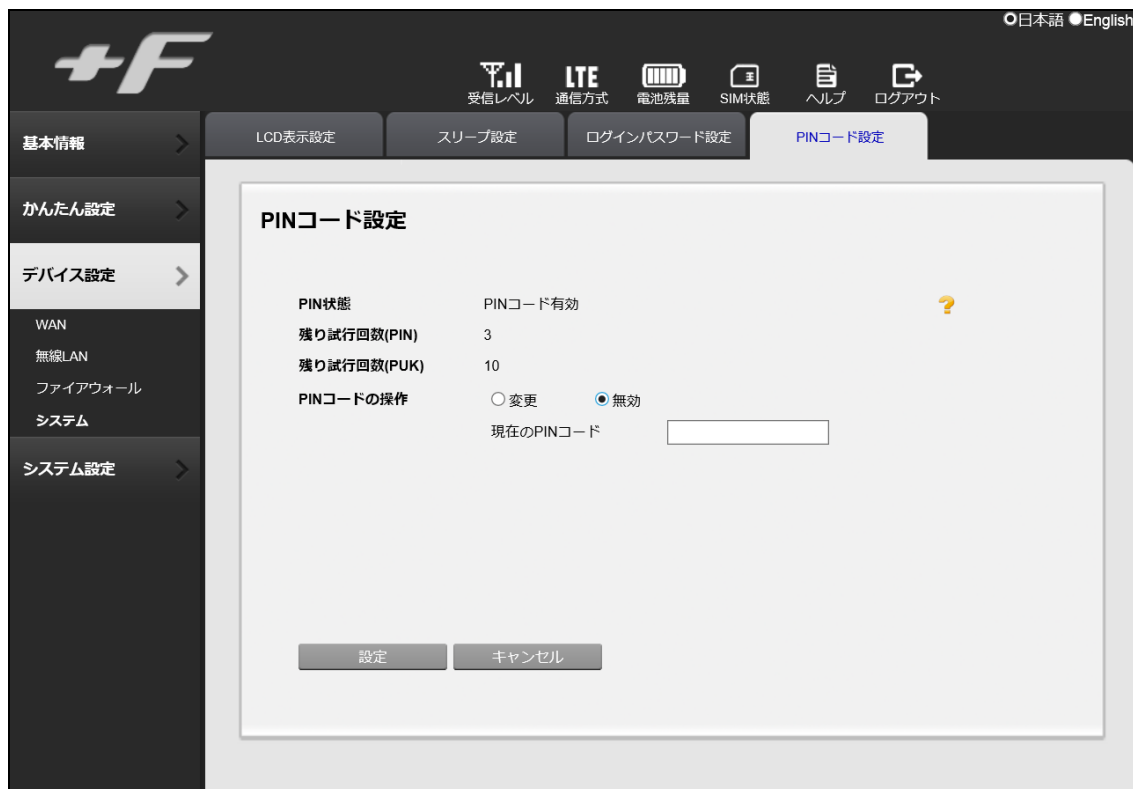 日本語 English
+F
LTE
受信レベル 通信方式 電池残量 SIM状態 ヘルプ ログアウト
基本情報
かんたん設定
デバイス設定
WAN
無線LAN
ファイアウォール
システム
システム設定
LCD表示設定 スリープ設定 ログインパスワード設定 PINコード設定
PINコード設定
PIN状態 PINコード有効
残り試行回数(PIN) 3
残り試行回数(PUK) 10
PINコードの操作 変更 無効
現在のPINコード
設定 キャンセル